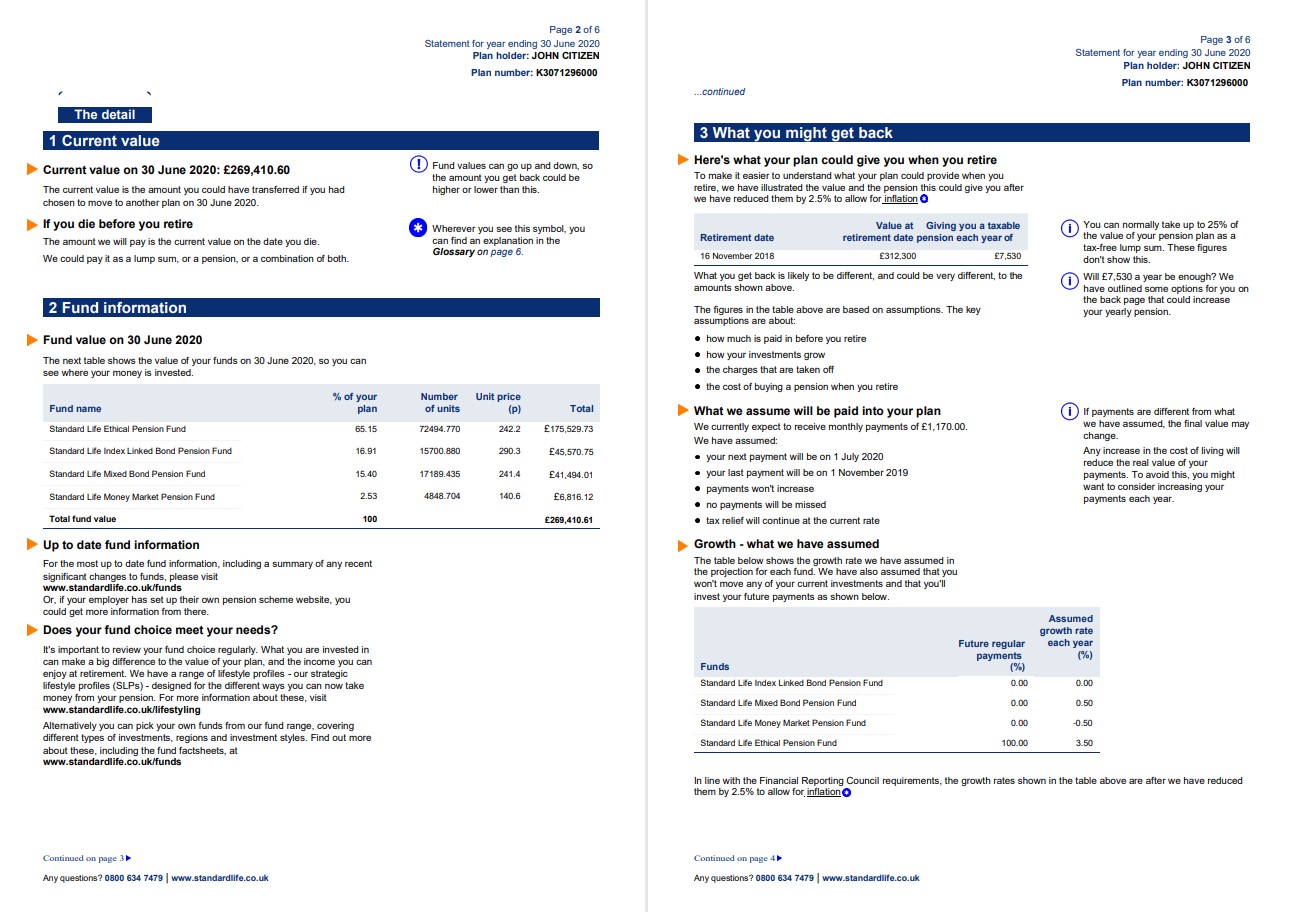 Page 2 of 6
Statement for year ending 30 June 2020
Plan holder: JOHN CITIZEN
Plan number: K3071296000
The detail
1 Current value
Current value on 30 June 2020: £269,410.60
The current value is the amount you could have transferred if you had
chosen to move to another plan on 30 June 2020.
If you die before you retire
The amount we will pay is the current value on the date you die.
We could pay it as a lump sum, or a pension, or a combination of both.
Fund values can go up and down, so
the amount you get back could be
higher or lower than this.
Wherever you see this symbol, you
can find an explanation in the
Glossary on page 6.
2 Fund information
Fund value on 30 June 2020
The next table shows the value of your funds on 30 June 2020, so you can
see where your money is invested.
Fund name % of your plan Number of units Unit price (p) Total
Standard Life Ethical Pension Fund 65.15 72494.770 242.2 £175,529.73
Standard Life Index Linked Bond Pension Fund 16.91 15700.880 290.3 £45,570.75
Standard Life Mixed Bond Pension Fund 15.40 17189.435 241.4 £41,494.01
Standard Life Money Market Pension Fund 2.53 4848.704 140.6 £6,816.12
Total fund value 100 £269,410.61
Up to date fund information
For the most up to date fund information, including a summary of any recent
significant changes to funds, please visit
www.standardlife.co.uk/funds
Or, if your employer has set up their own pension scheme website, you
could get more information from there.
Does your fund choice meet your needs?
It's important to review your fund choice regularly. What you are invested in
can make a big difference to the value of your plan, and the income you can
enjoy at retirement. We have a range of lifestyle profiles - our strategic
lifestyle profiles (SLPs) - designed for the different ways you can now take
money from your pension. For more information about these, visit
www.standardlife.co.uk/lifestyling
Alternatively you can pick your own funds from our fund range, covering
different types of investments, regions and investment styles. Find out more
about these, including the fund factsheets, at
www.standardlife.co.uk/funds
Continued on page 3
Any questions? 0800 634 7479 | www.standardlife.co.uk
Page 3 of 6
Statement for year ending 30 June 2020
Plan holder: JOHN CITIZEN
Plan number: K3071296000
...continued
3 What you might get back
Here's what your plan could give you when you retire
To make it easier to understand what your plan could provide when you
retire, we have illustrated the value and the pension this could give you after
we have reduced them by 2.5% to allow for inflation
Retirement date Value at retirement date Giving you a taxable pension each year of
16 November 2018 £312,300 £7,530
What you get back is likely to be different, and could be very different, to the
amounts shown above.
The figures in the table above are based on assumptions. The key
assumptions are about:
• how much is paid in before you retire
• how your investments grow
• the charges that are taken off
• the cost of buying a pension when you retire
You can normally take up to 25% of
the value of your pension plan as a
tax-free lump sum. These figures
don't show this.
Will £7,530 a year be enough? We
have outlined some options for you on
the back page that could increase
your yearly pension.
What we assume will be paid into your plan
We currently expect to receive monthly payments of £1,170.00.
We have assumed:
• your next payment will be on 1 July 2020
• your last payment will be on 1 November 2019
• payments won't increase
• no payments will be missed
• tax relief will continue at the current rate
If payments are different from what
we have assumed, the final value may
change.
Any increase in the cost of living will
reduce the real value of your
payments. To avoid this, you might
want to consider increasing your
payments each year.
Growth - what we have assumed
The table below shows the growth rate we have assumed in
the projection for each fund. We have also assumed that you
won't move any of your current investments and that you'll
invest your future payments as shown below.
Funds Future regular payments (%) Assumed growth rate each year (%)
Standard Life Index Linked Bond Pension Fund 0.00 0.00
Standard Life Mixed Bond Pension Fund 0.00 0.50
Standard Life Money Market Pension Fund 0.00 -0.50
Standard Life Ethical Pension Fund 100.00 3.50
In line with the Financial Reporting Council requirements, the growth rates shown in the table above are after we have reduced
them by 2.5% to allow for inflation
Continued on page 4
Any questions? 0800 634 7479 | www.standardlife.co.uk